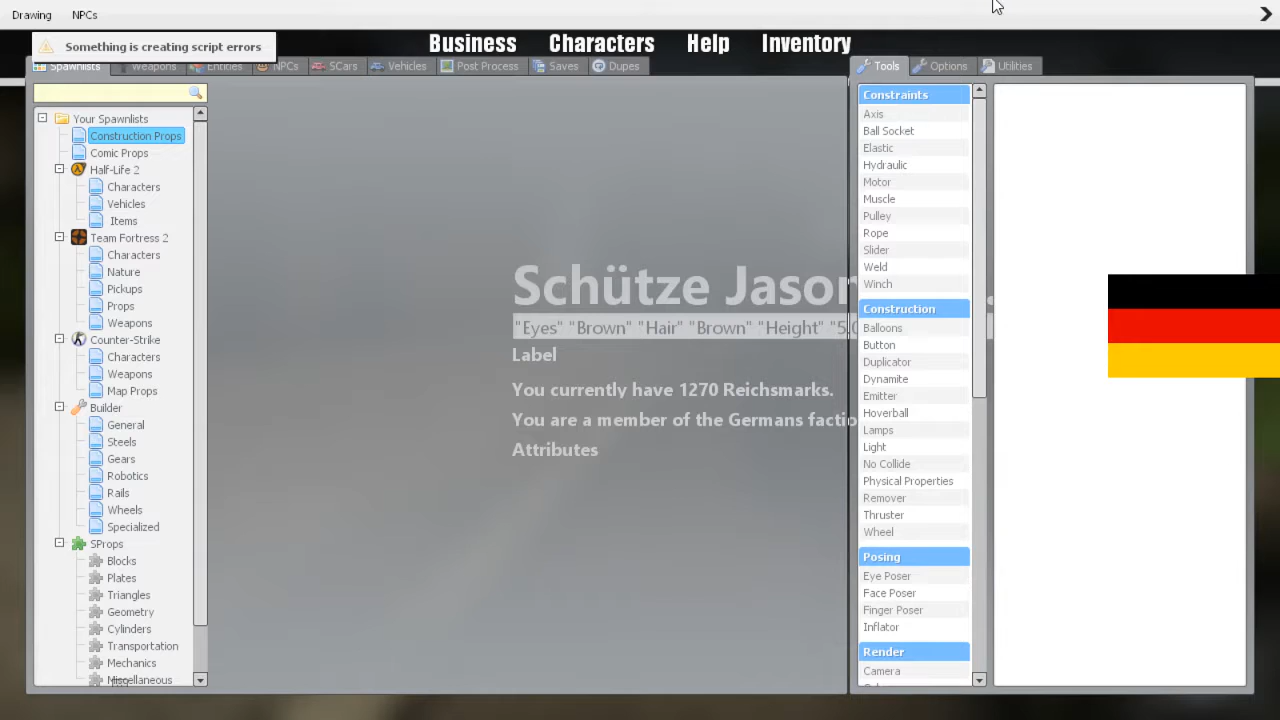 Drawing NPCs
Something is creating script errors
Business Characters Help Inventory
Spawnlists Weapons Entities NPCs SCars Vehicles Post Process Saves Dupes
Tools Options Utilities
Your Spawnlists
Construction Props
Comic Props
Half-Life 2
Characters
Vehicles
Items
Team Fortress 2
Characters
Nature
Pickups
Props
Weapons
Counter-Strike
Characters
Weapons
Map Props
Builder
General
Steels
Gears
Robotics
Rails
Wheels
Specialized
SProps
Blocks
Plates
Triangles
Geometry
Cylinders
Transportation
Mechanics
Miscellaneous
Schütze Jason
"Eyes" "Brown" "Hair" "Brown" "Height" "5.0
Label
You currently have 1270 Reichsmarks.
You are a member of the Germans factio
Attributes
Constraints
Axis
Ball Socket
Elastic
Hydraulic
Motor
Muscle
Pulley
Rope
Slider
Weld
Winch
Construction
Balloons
Button
Duplicator
Dynamite
Emitter
Hoverball
Lamps
Light
No Collide
Physical Properties
Remover
Thruster
Wheel
Posing
Eye Poser
Face Poser
Finger Poser
Inflator
Render
Camera